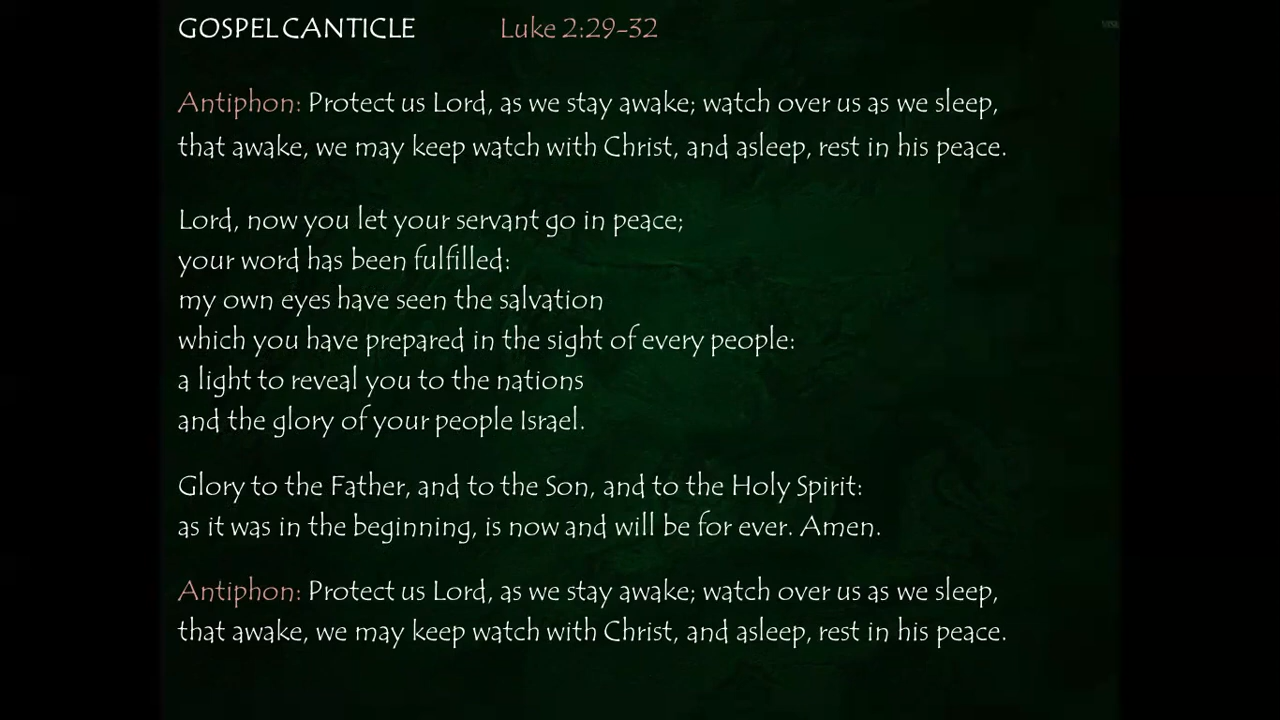 GOSPEL CANTICLE Luke 2:29-32
Antiphon: Protect us Lord, as we stay awake; watch over us as we sleep,
that awake, we may keep watch with Christ, and asleep, rest in his peace.
Lord, now you let your servant go in peace;
your word has been fulfilled:
my own eyes have seen the salvation
which you have prepared in the sight of every people:
a light to reveal you to the nations
and the glory of your people Israel.
Glory to the Father, and to the Son, and to the Holy Spirit:
as it was in the beginning, is now and will be for ever. Amen.
Antiphon: Protect us Lord, as we stay awake; watch over us as we sleep,
that awake, we may keep watch with Christ, and asleep, rest in his peace.